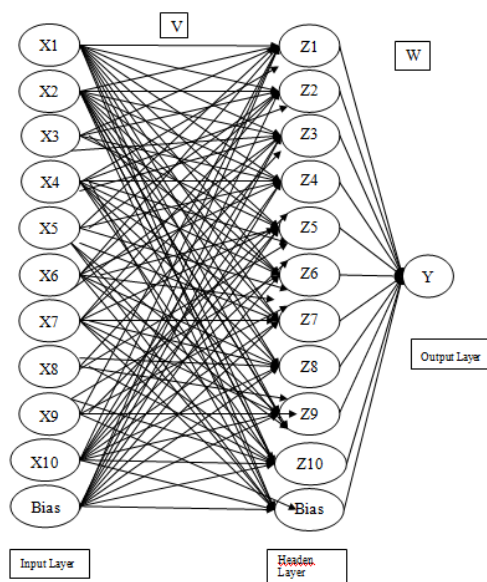 V
W
X1
X2
X3
X4
X5
X6
X7
X8
X9
X10
Bias
Z1
Z2
Z3
Z4
Z5
Z6
Z7
Z8
Z9
Z10
Bias
Y
Output Layer
Input Layer
Headen
Layer